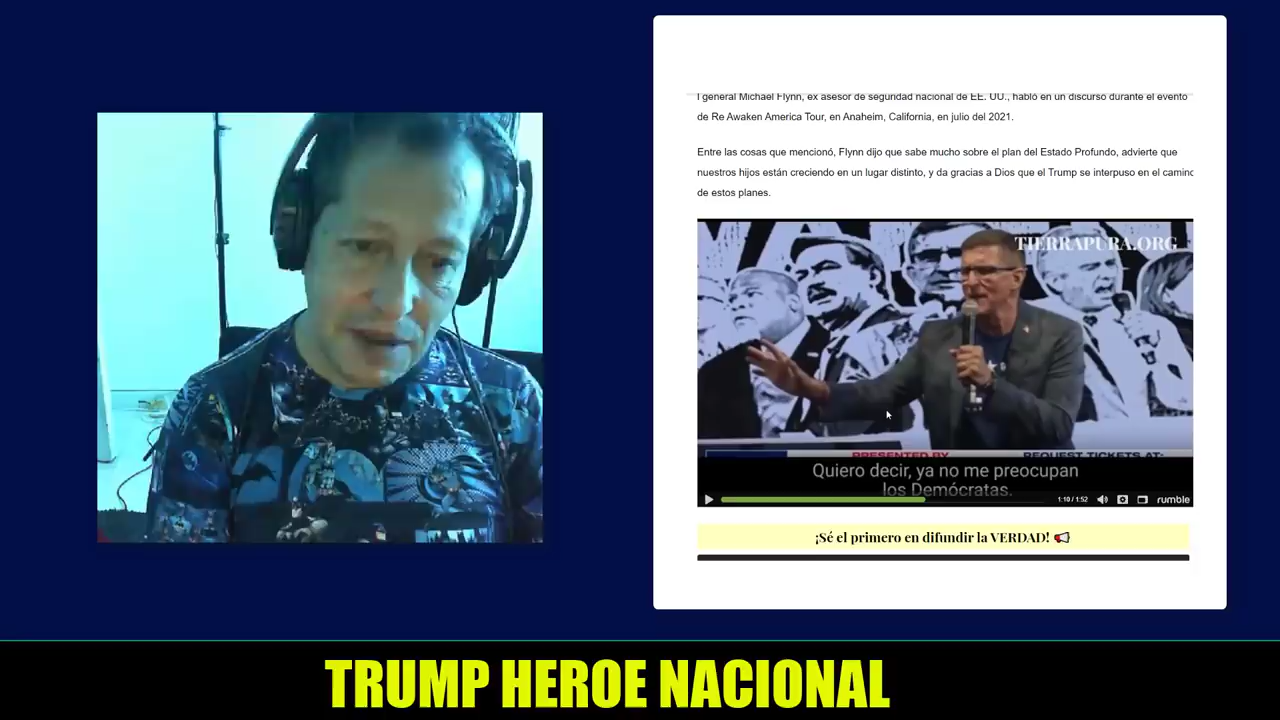 l general Michael Flynn, ex asesor de seguridad nacional de EE. UU., habló en un discurso durante el evento
de Re Awaken America Tour, en Anaheim, California, en julio del 2021.
Entre las cosas que mencionó, Flynn dijo que sabe mucho sobre el plan del Estado Profundo, advierte que
nuestros hijos están creciendo en un lugar distinto, y da gracias a Dios que el Trump se interpuso en el camino
de estos planes.
TIERRAPURA.ORG
PRESENTED BY
REQUEST TICKETS AT:
Quiero decir, ya no me preocupan
los Demócratas.
1:10 / 1:52
rumble
¡Sé el primero en difundir la VERDAD!
TRUMP HEROE NACIONAL